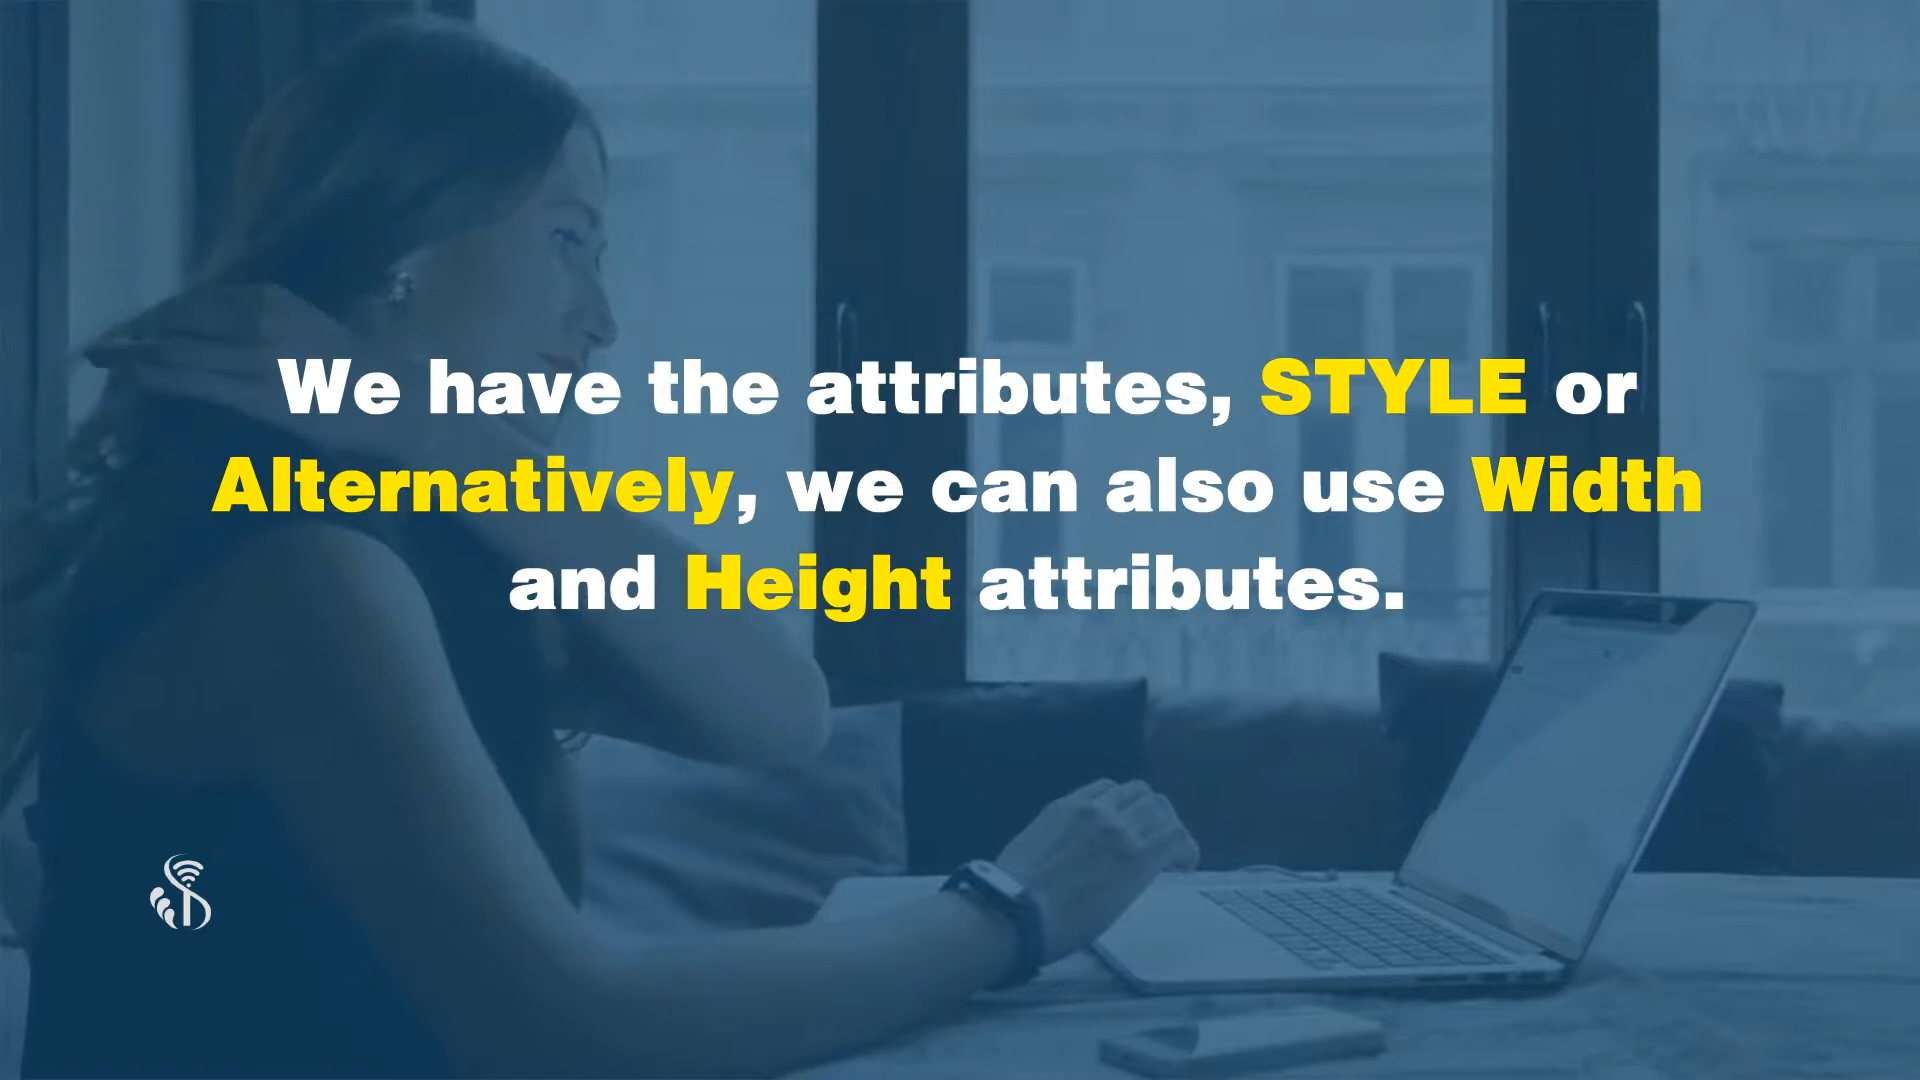 We have the attributes, STYLE or
Alternatively, we can also use Width
and Height attributes.